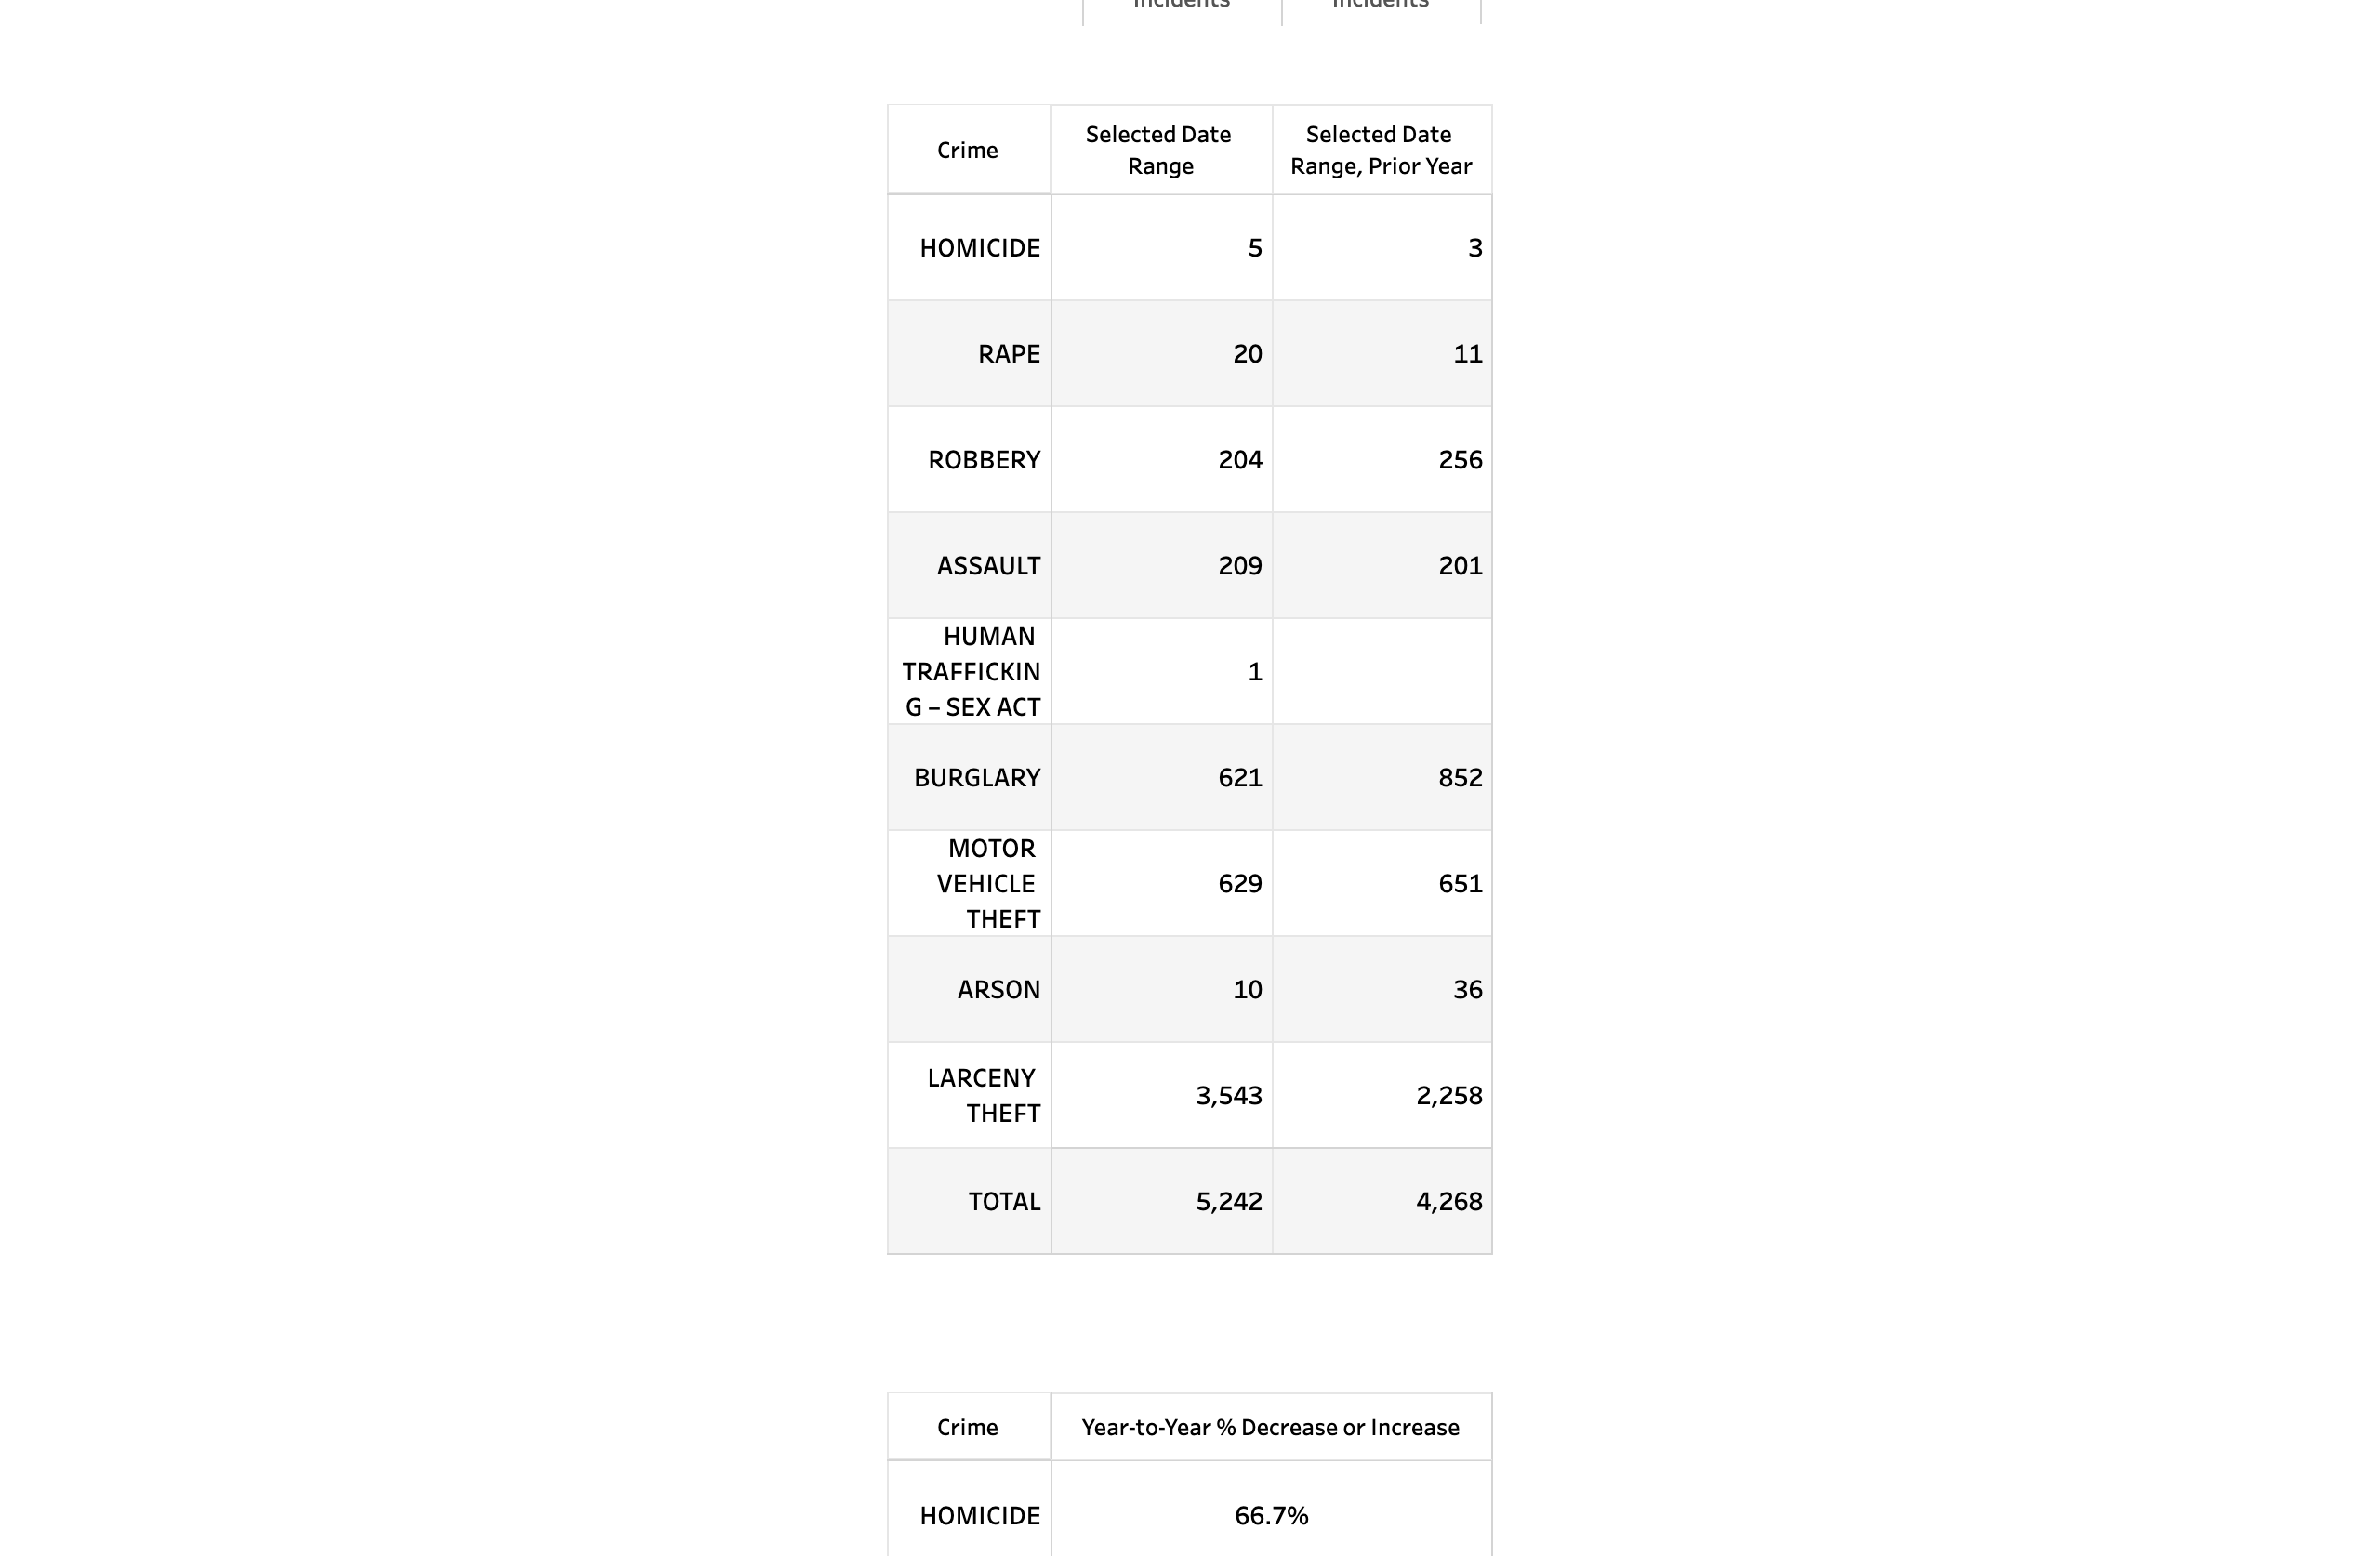 Incidents Incidents
Crime
Selected Date
Range
Selected Date
Range, Prior Year
HOMICIDE 5 3
RAPE 20 11
ROBBERY 204 256
ASSAULT 209 201
HUMAN
TRAFFICKIN
G – SEX ACT
1
BURGLARY 621 852
MOTOR
VEHICLE
THEFT
629 651
ARSON 10 36
LARCENY
THEFT
3,543 2,258
TOTAL 5,242 4,268
Crime Year-to-Year % Decrease or Increase
HOMICIDE 66.7%